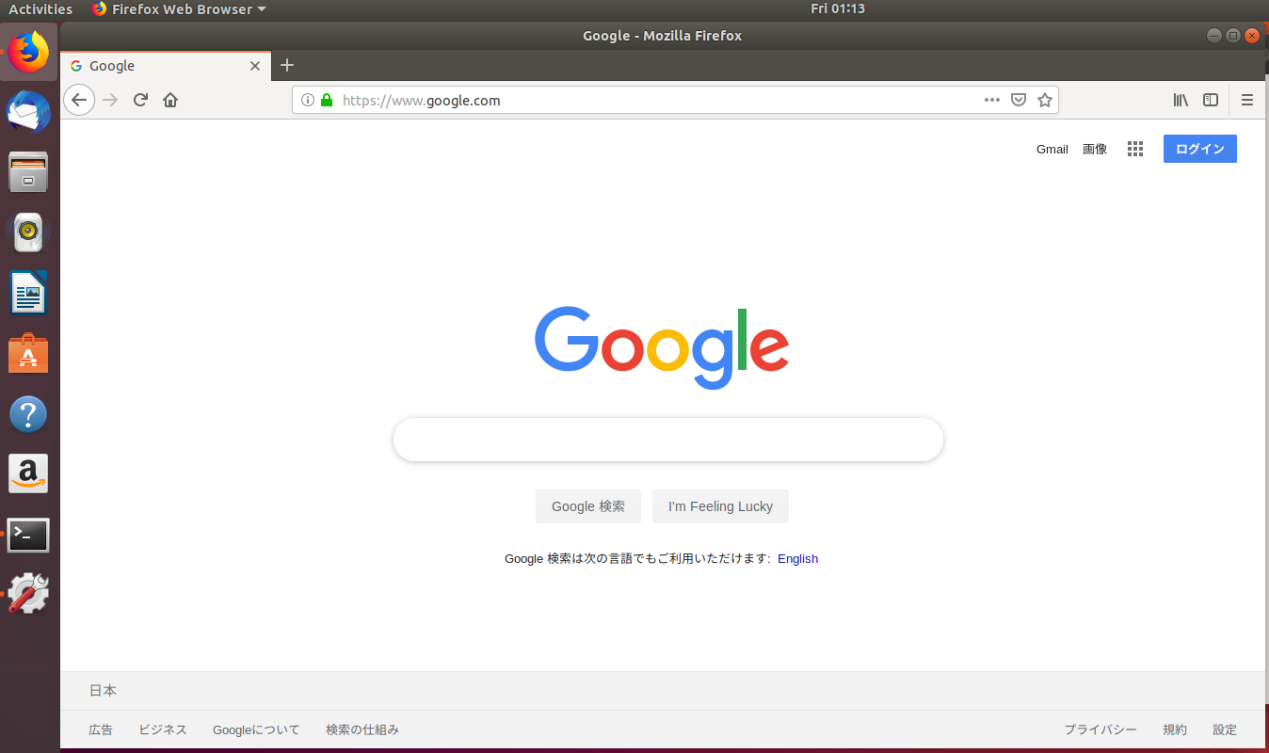 Activities Firefox Web Browser Fri 01:13
Google - Mozilla Firefox
Google
https://www.google.com
Gmail 画像 ログイン
Google
Google 検索 I'm Feeling Lucky
Google 検索は次の言語でもご利用いただけます: English
日本
広告 ビジネス Googleについて 検索の仕組み プライバシー 規約 設定